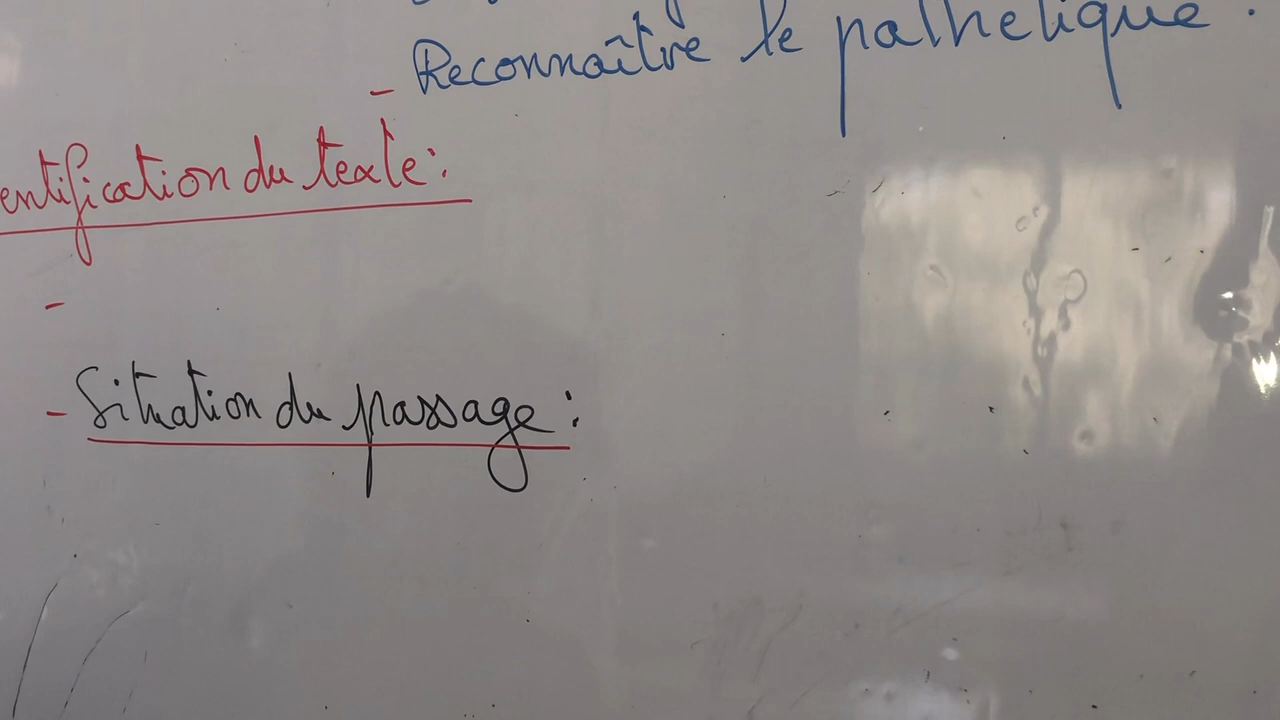 - Reconnaître le pathétique.
entification du texte:
-
- Situation du passage: